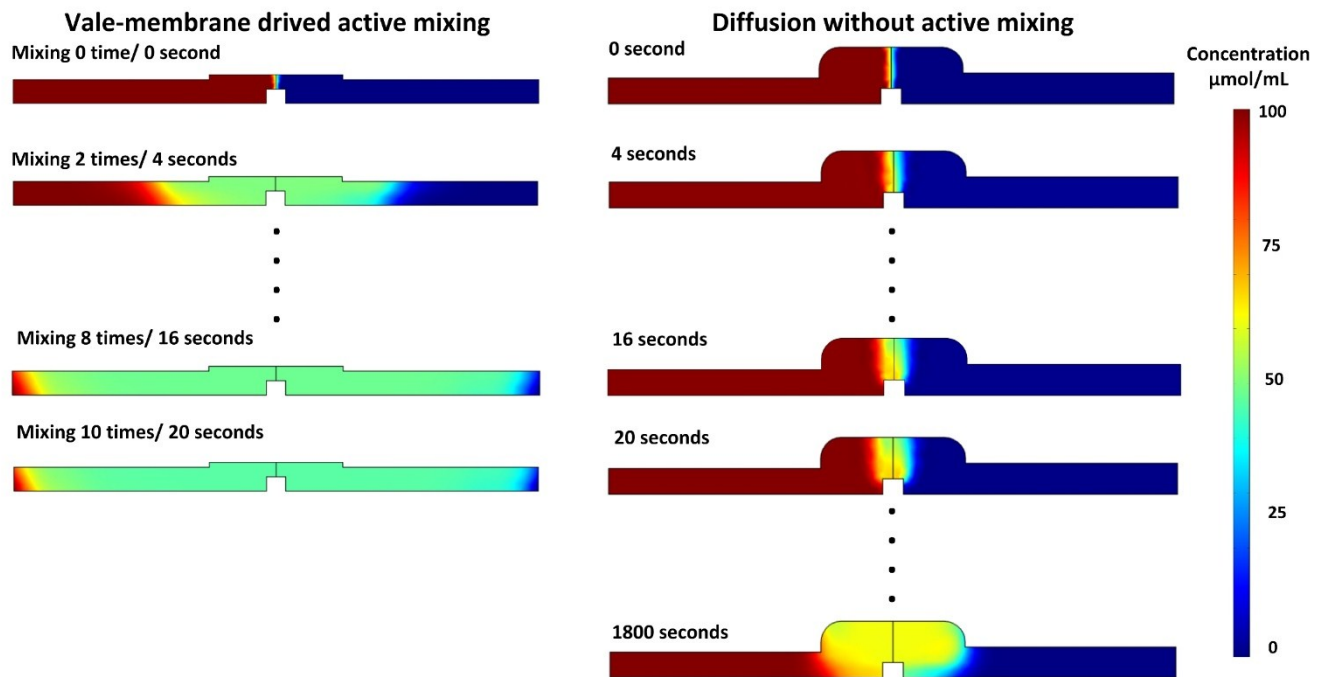 Vale-membrane drived active mixing
Mixing 0 time/ 0 second
Mixing 2 times/ 4 seconds
Mixing 8 times/ 16 seconds
Mixing 10 times/ 20 seconds
Diffusion without active mixing
0 second
4 seconds
16 seconds
20 seconds
1800 seconds
Concentration
µmol/mL
100
75
50
25
0